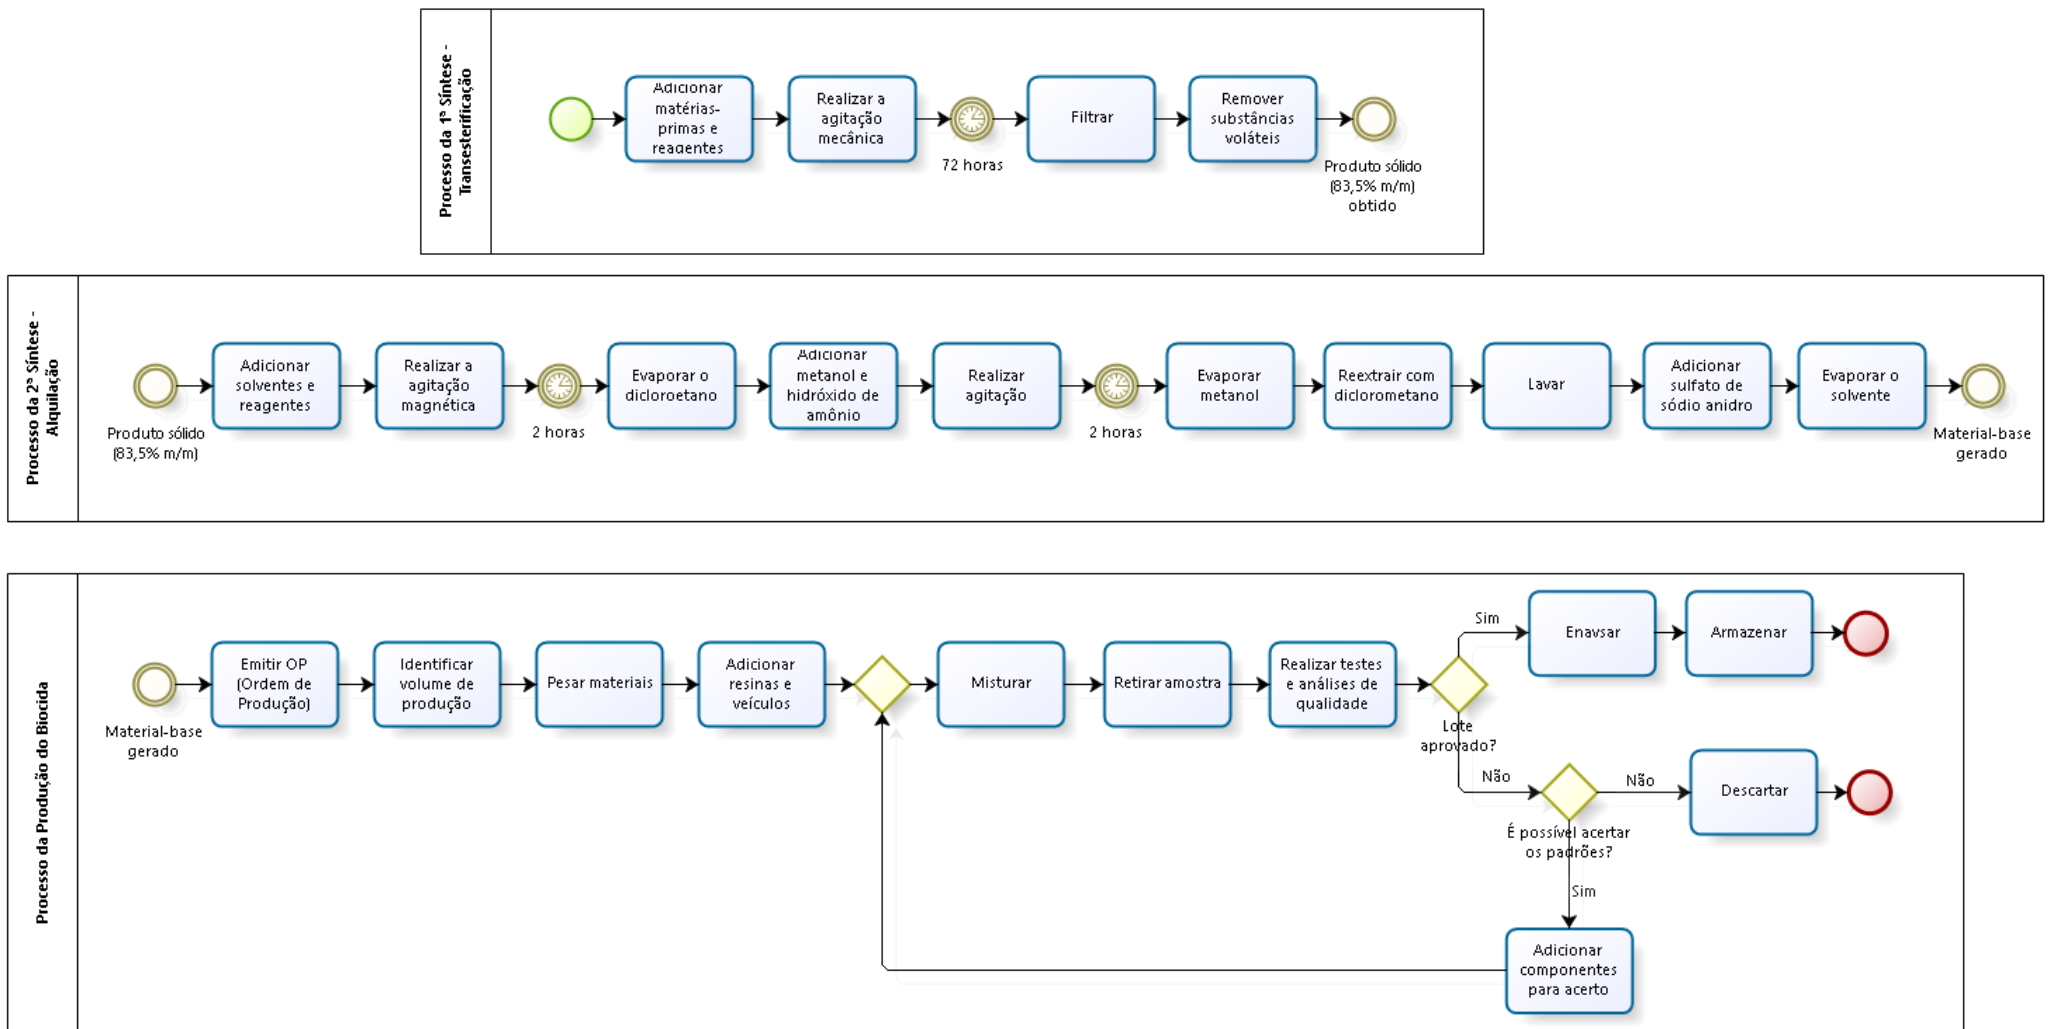 Processo da 1ª Síntese -
Transesterificação
Adicionar
matérias-
primas e
reagentes
Realizar a
agitação
mecânica
72 horas
Filtrar
Remover
substâncias
voláteis
Produto sólido
(83,5% m/m)
obtido
Processo da 2ª Síntese -
Alquilação
Produto sólido
(83,5% m/m)
Adicionar
solventes e
reagentes
Realizar a
agitação
magnética
2 horas
Evaporar o
dicloroetano
Adicionar
metanol e
hidróxido de
amônio
Realizar
agitação
2 horas
Evaporar
metanol
Reextrair com
diclorometano
Lavar
Adicionar
sulfato de
sódio anidro
Evaporar o
solvente
Material-base
gerado
Processo da Produção do Biocida
Material-base
gerado
Emitir OP
(Ordem de
Produção)
Identificar
volume de
produção
Pesar materiais
Adicionar
resinas e
veículos
Misturar
Retirar amostra
Realizar testes
e análises de
qualidade
Lote
aprovado?
Sim
Enavsar
Armazenar
Não
É possível acertar
os padrões?
Não
Descartar
Sim
Adicionar
componentes
para acerto